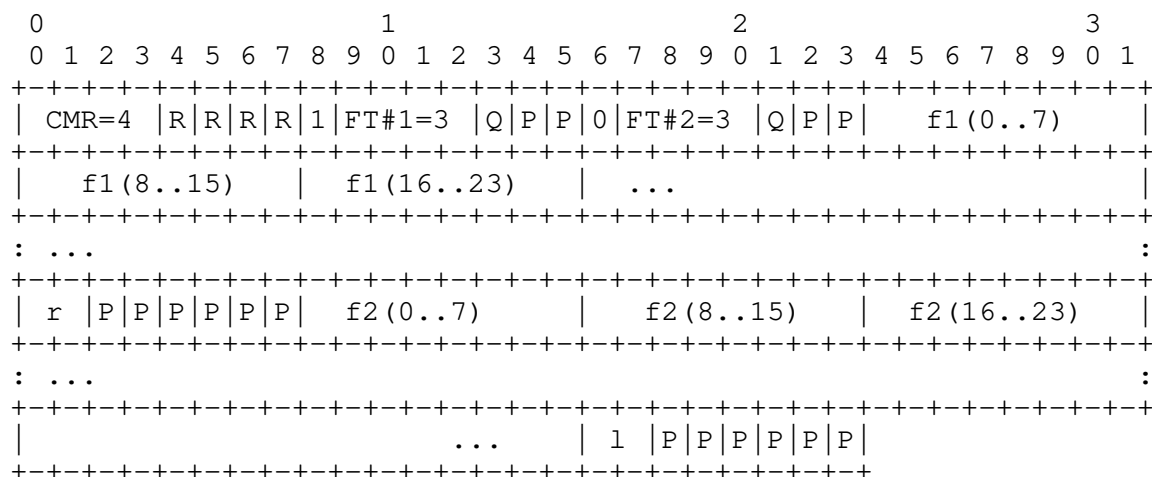 0                   1                   2                   3
 0 1 2 3 4 5 6 7 8 9 0 1 2 3 4 5 6 7 8 9 0 1 2 3 4 5 6 7 8 9 0 1
+-+-+-+-+-+-+-+-+-+-+-+-+-+-+-+-+-+-+-+-+-+-+-+-+-+-+-+-+-+-+-+-+
| CMR=4 |R|R|R|R|1|FT#1=3 |Q|P|P|0|FT#2=3 |Q|P|P|   f1(0..7)    |
+-+-+-+-+-+-+-+-+-+-+-+-+-+-+-+-+-+-+-+-+-+-+-+-+-+-+-+-+-+-+-+-+
|   f1(8..15)   |  f1(16..23)   |  ...                          |
+-+-+-+-+-+-+-+-+-+-+-+-+-+-+-+-+-+-+-+-+-+-+-+-+-+-+-+-+-+-+-+-+
: ...                                                           :
+-+-+-+-+-+-+-+-+-+-+-+-+-+-+-+-+-+-+-+-+-+-+-+-+-+-+-+-+-+-+-+-+
| r |P|P|P|P|P|P|  f2(0..7)     |   f2(8..15)   |  f2(16..23)   |
+-+-+-+-+-+-+-+-+-+-+-+-+-+-+-+-+-+-+-+-+-+-+-+-+-+-+-+-+-+-+-+-+
: ...                                                           :
+-+-+-+-+-+-+-+-+-+-+-+-+-+-+-+-+-+-+-+-+-+-+-+-+-+-+-+-+-+-+-+-+
|                        ...    | l |P|P|P|P|P|P|
+-+-+-+-+-+-+-+-+-+-+-+-+-+-+-+-+-+-+-+-+-+-+-+-+